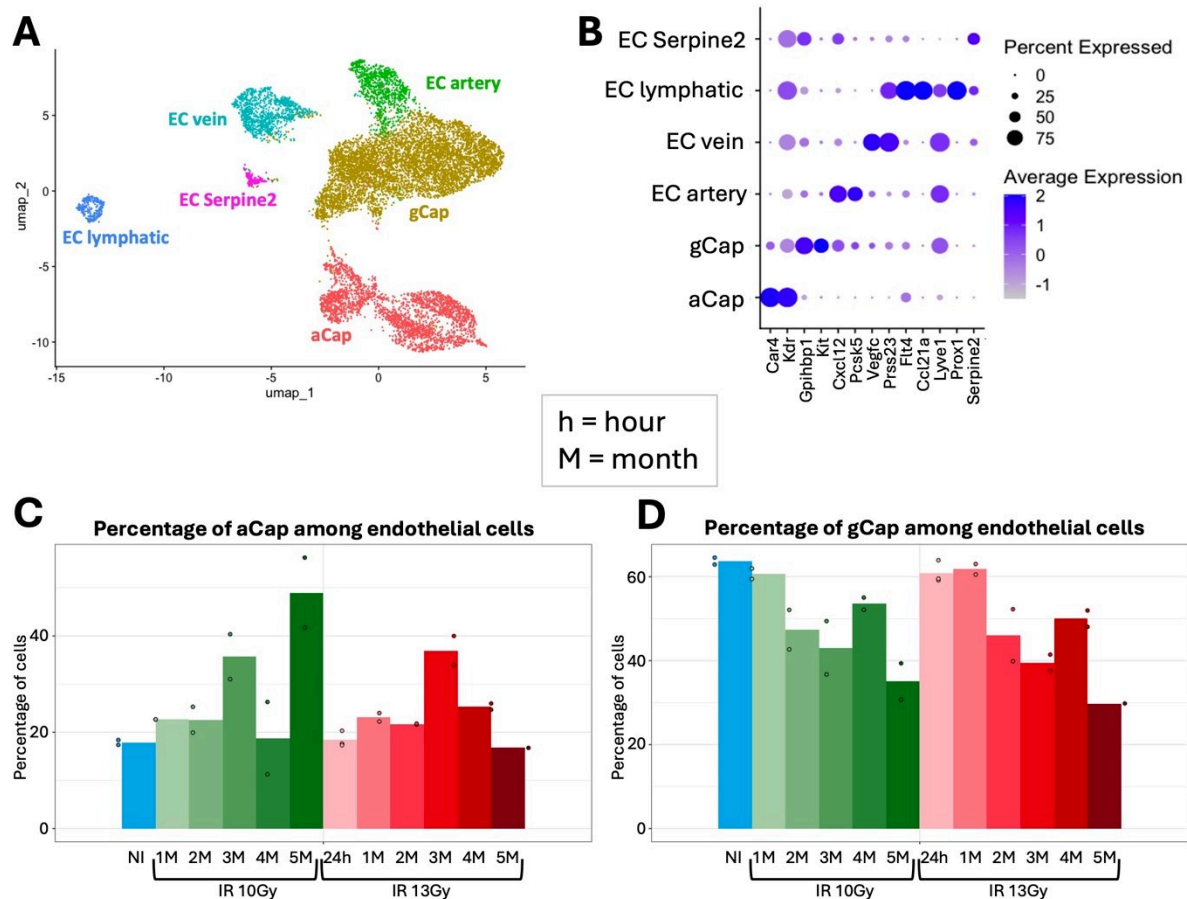 A
EC artery
EC vein
EC Serpine2
gCap
EC lymphatic
aCap
umap_2
5
0
-5
-10
-15
-10
-5
0
5
umap_1
B
EC Serpine2
EC lymphatic
EC vein
EC artery
gCap
aCap
Car4
Kdr
Gpihbp1
Kit
Cxcl12
Pcsk5
Vegfc
Prss23
Flt4
Ccl21a
Lyve1
Prox1
Serpine2
Percent Expressed
0
25
50
75
Average Expression
2
1
0
-1
h = hour
M = month
C
Percentage of aCap among endothelial cells
Percentage of cells
40
20
0
NI 1M 2M 3M 4M 5M 24h 1M 2M 3M 4M 5M
IR 10Gy IR 13Gy
D
Percentage of gCap among endothelial cells
Percentage of cells
60
40
20
0
NI 1M 2M 3M 4M 5M 24h 1M 2M 3M 4M 5M
IR 10Gy IR 13Gy